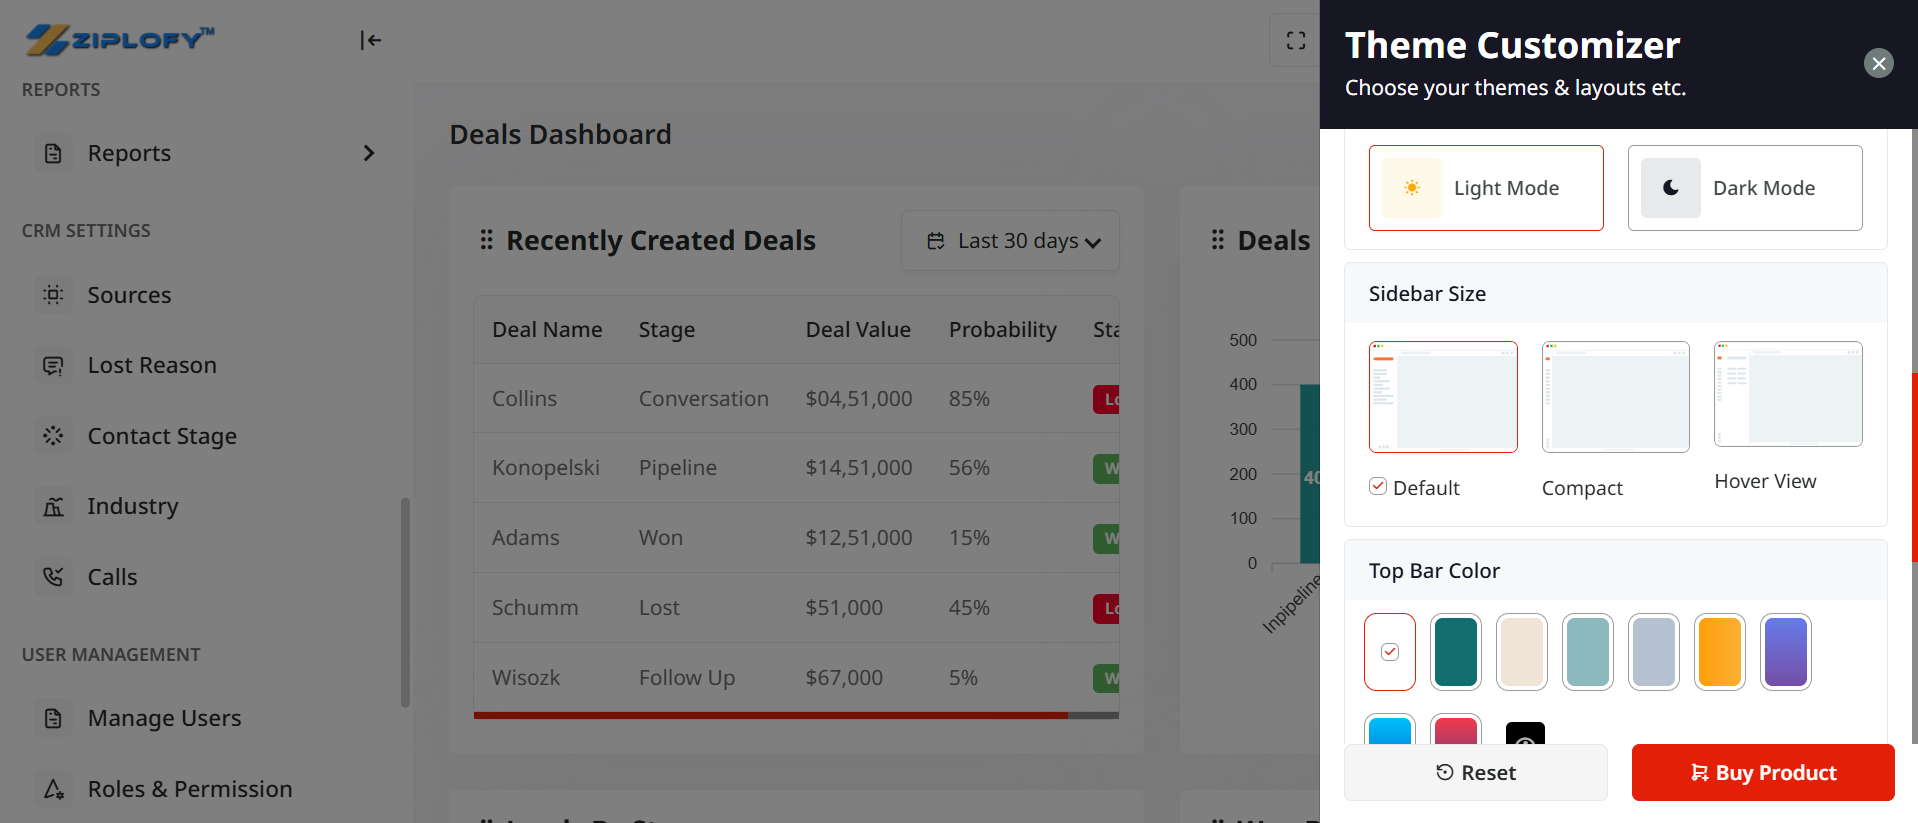 ZIPLOFY™
REPORTS
Reports
CRM SETTINGS
Sources
Lost Reason
Contact Stage
Industry
Calls
USER MANAGEMENT
Manage Users
Roles & Permission
Deals Dashboard
Recently Created Deals
Last 30 days
Deal Name Stage Deal Value Probability Sta
Collins Conversation $04,51,000 85% Lo
Konopelski Pipeline $14,51,000 56% W
Adams Won $12,51,000 15% W
Schumm Lost $51,000 45% Lo
Wisozk Follow Up $67,000 5% W
Deals
500
400
300
200
100
0
40
Inpipeline
Theme Customizer
Choose your themes & layouts etc.
Light Mode
Dark Mode
Sidebar Size
Default
Compact
Hover View
Top Bar Color
Reset
Buy Product